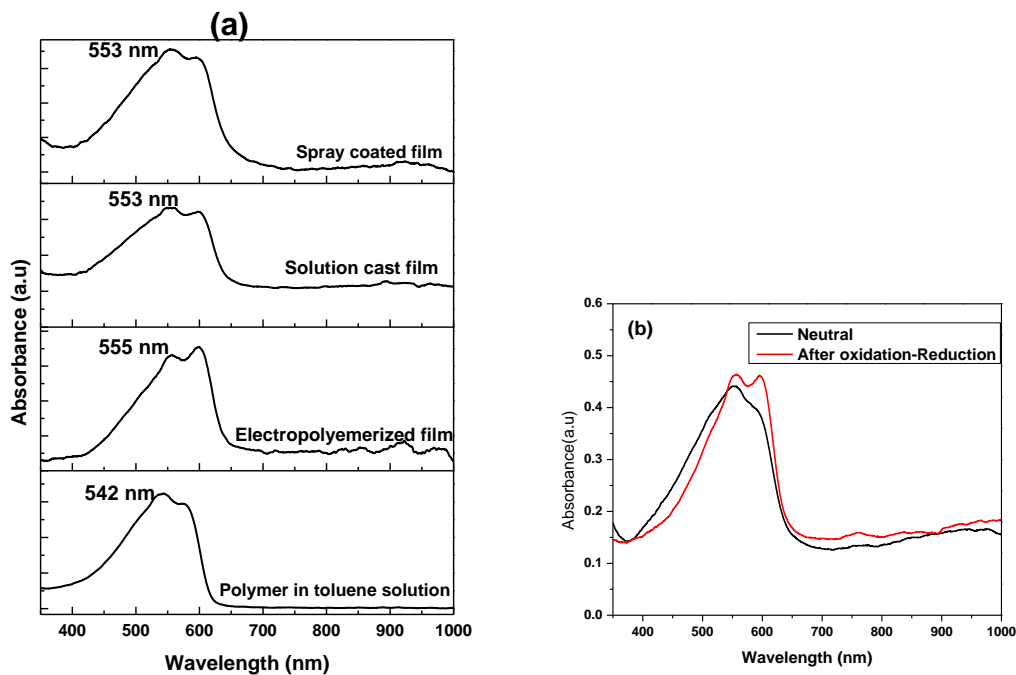 (a)
553 nm
Spray coated film
553 nm
Solution cast film
555 nm
Electropolyemerized film
542 nm
Polymer in toluene solution
Absorbance (a.u)
400 500 600 700 800 900 1000
Wavelength (nm)
(b)
Neutral
After oxidation-Reduction
0.6
0.5
0.4
0.3
0.2
0.1
0.0
Absorbance(a.u)
400 500 600 700 800 900 1000
Wavelength (nm)